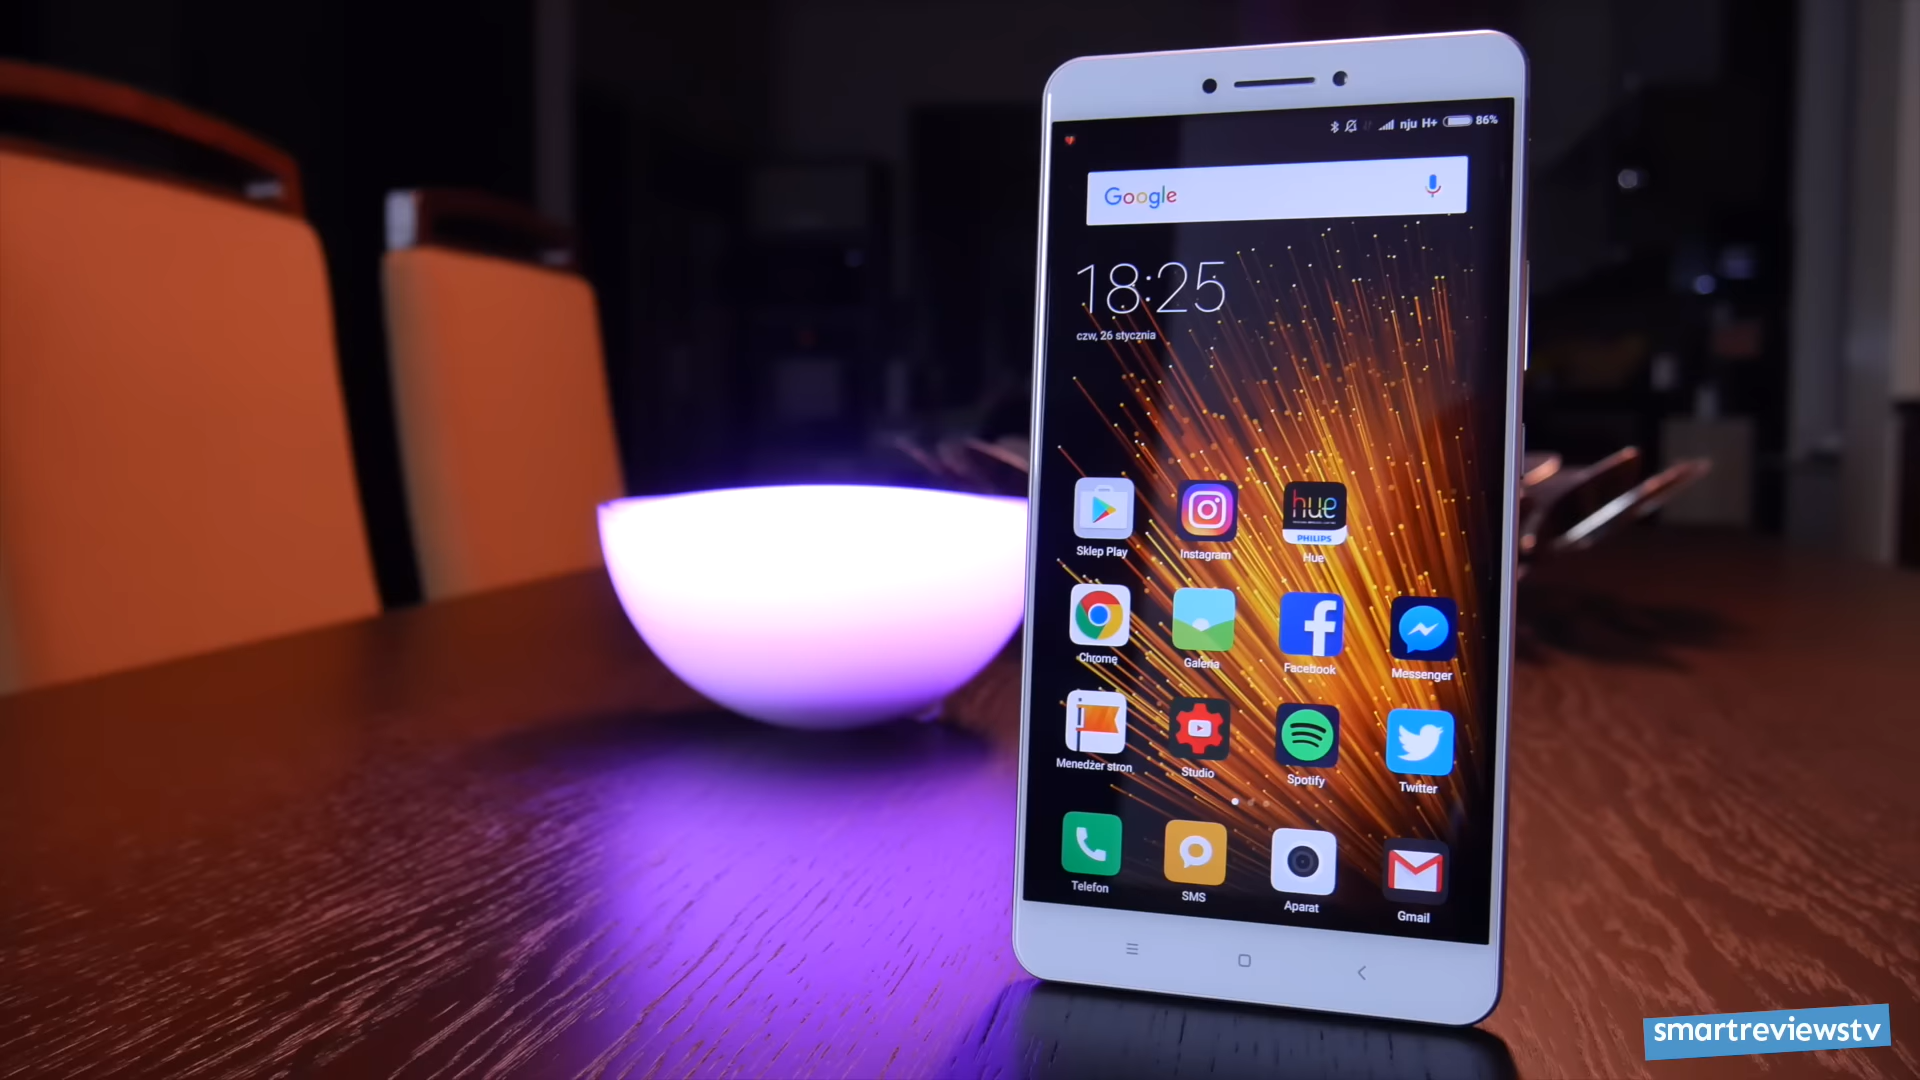 nju H+ 86%
Google
18:25
czw, 26 stycznia
hue
PHILIPS
Sklep Play
Instagram
Hue
Chrome
Galeria
Facebook
Messenger
Menedżer stron
Studio
Spotify
Twitter
Telefon
SMS
Aparat
Gmail
smartreviewstv